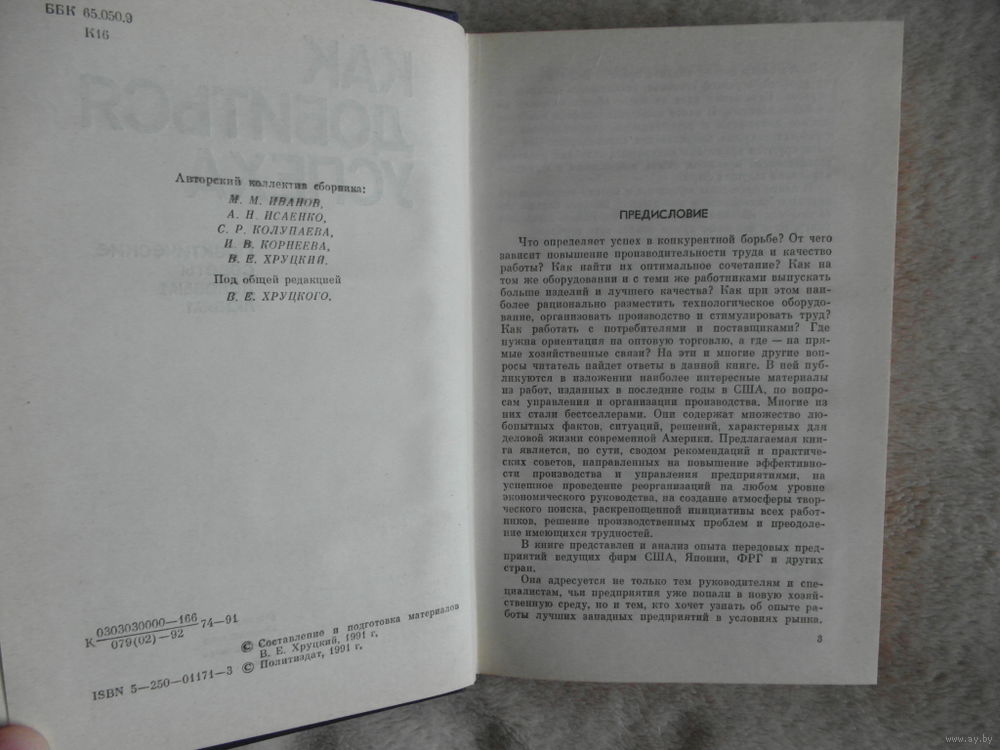 ББК 65.050.9
К16
Авторский коллектив сборника:
М. М. ИВАНОВ,
А. Н. ИСАЕНКО,
С. Р. КОЛУПАЕВА,
И. В. КОРНЕЕВА,
В. Е. ХРУЦКИЙ.
Под общей редакцией
В. Е. ХРУЦКОГО.
К 0303030000—166 74—91
079(02)—92
© Составление и подготовка материалов
В. Е. Хруцкий, 1991 г.
ISBN 5—250—01171—3 © Политиздат, 1991 г.
ПРЕДИСЛОВИЕ
Что определяет успех в конкурентной борьбе? От чего
зависит повышение производительности труда и качество
работы? Как найти их оптимальное сочетание? Как на
том же оборудовании и с теми же работниками выпускать
больше изделий и лучшего качества? Как при этом наи-
более рационально разместить технологическое оборудо-
вание, организовать производство и стимулировать труд?
Как работать с потребителями и поставщиками? Где
нужна ориентация на оптовую торговлю, а где — на пря-
мые хозяйственные связи? На эти и многие другие воп-
росы читатель найдет ответы в данной книге. В ней пуб-
ликуются в изложении наиболее интересные материалы
из работ, изданных в последние годы в США, по вопро-
сам управления и организации производства. Многие из
них стали бестселлерами. Они содержат множество лю-
бопытных фактов, ситуаций, решений, характерных для
деловой жизни современной Америки. Предлагаемая кни-
га является, по сути, сводом рекомендаций и практиче-
ских советов, направленных на повышение эффективно-
сти производства и управления предприятиями, на
успешное проведение реорганизаций на любом уровне
экономического руководства, на создание атмосферы твор-
ческого поиска, раскрепощенной инициативы всех работ-
ников, решение производственных проблем и преодоле-
ние имеющихся трудностей.
В книге представлен и анализ опыта передовых пред-
приятий ведущих фирм США, Японии, ФРГ и других
стран.
Она адресуется не только тем руководителям и спе-
циалистам, чьи предприятия уже попали в новую хозяй-
ственную среду, но и тем, кто хочет узнать об опыте ра-
боты лучших западных предприятий в условиях рынка.
3
www.ay.by